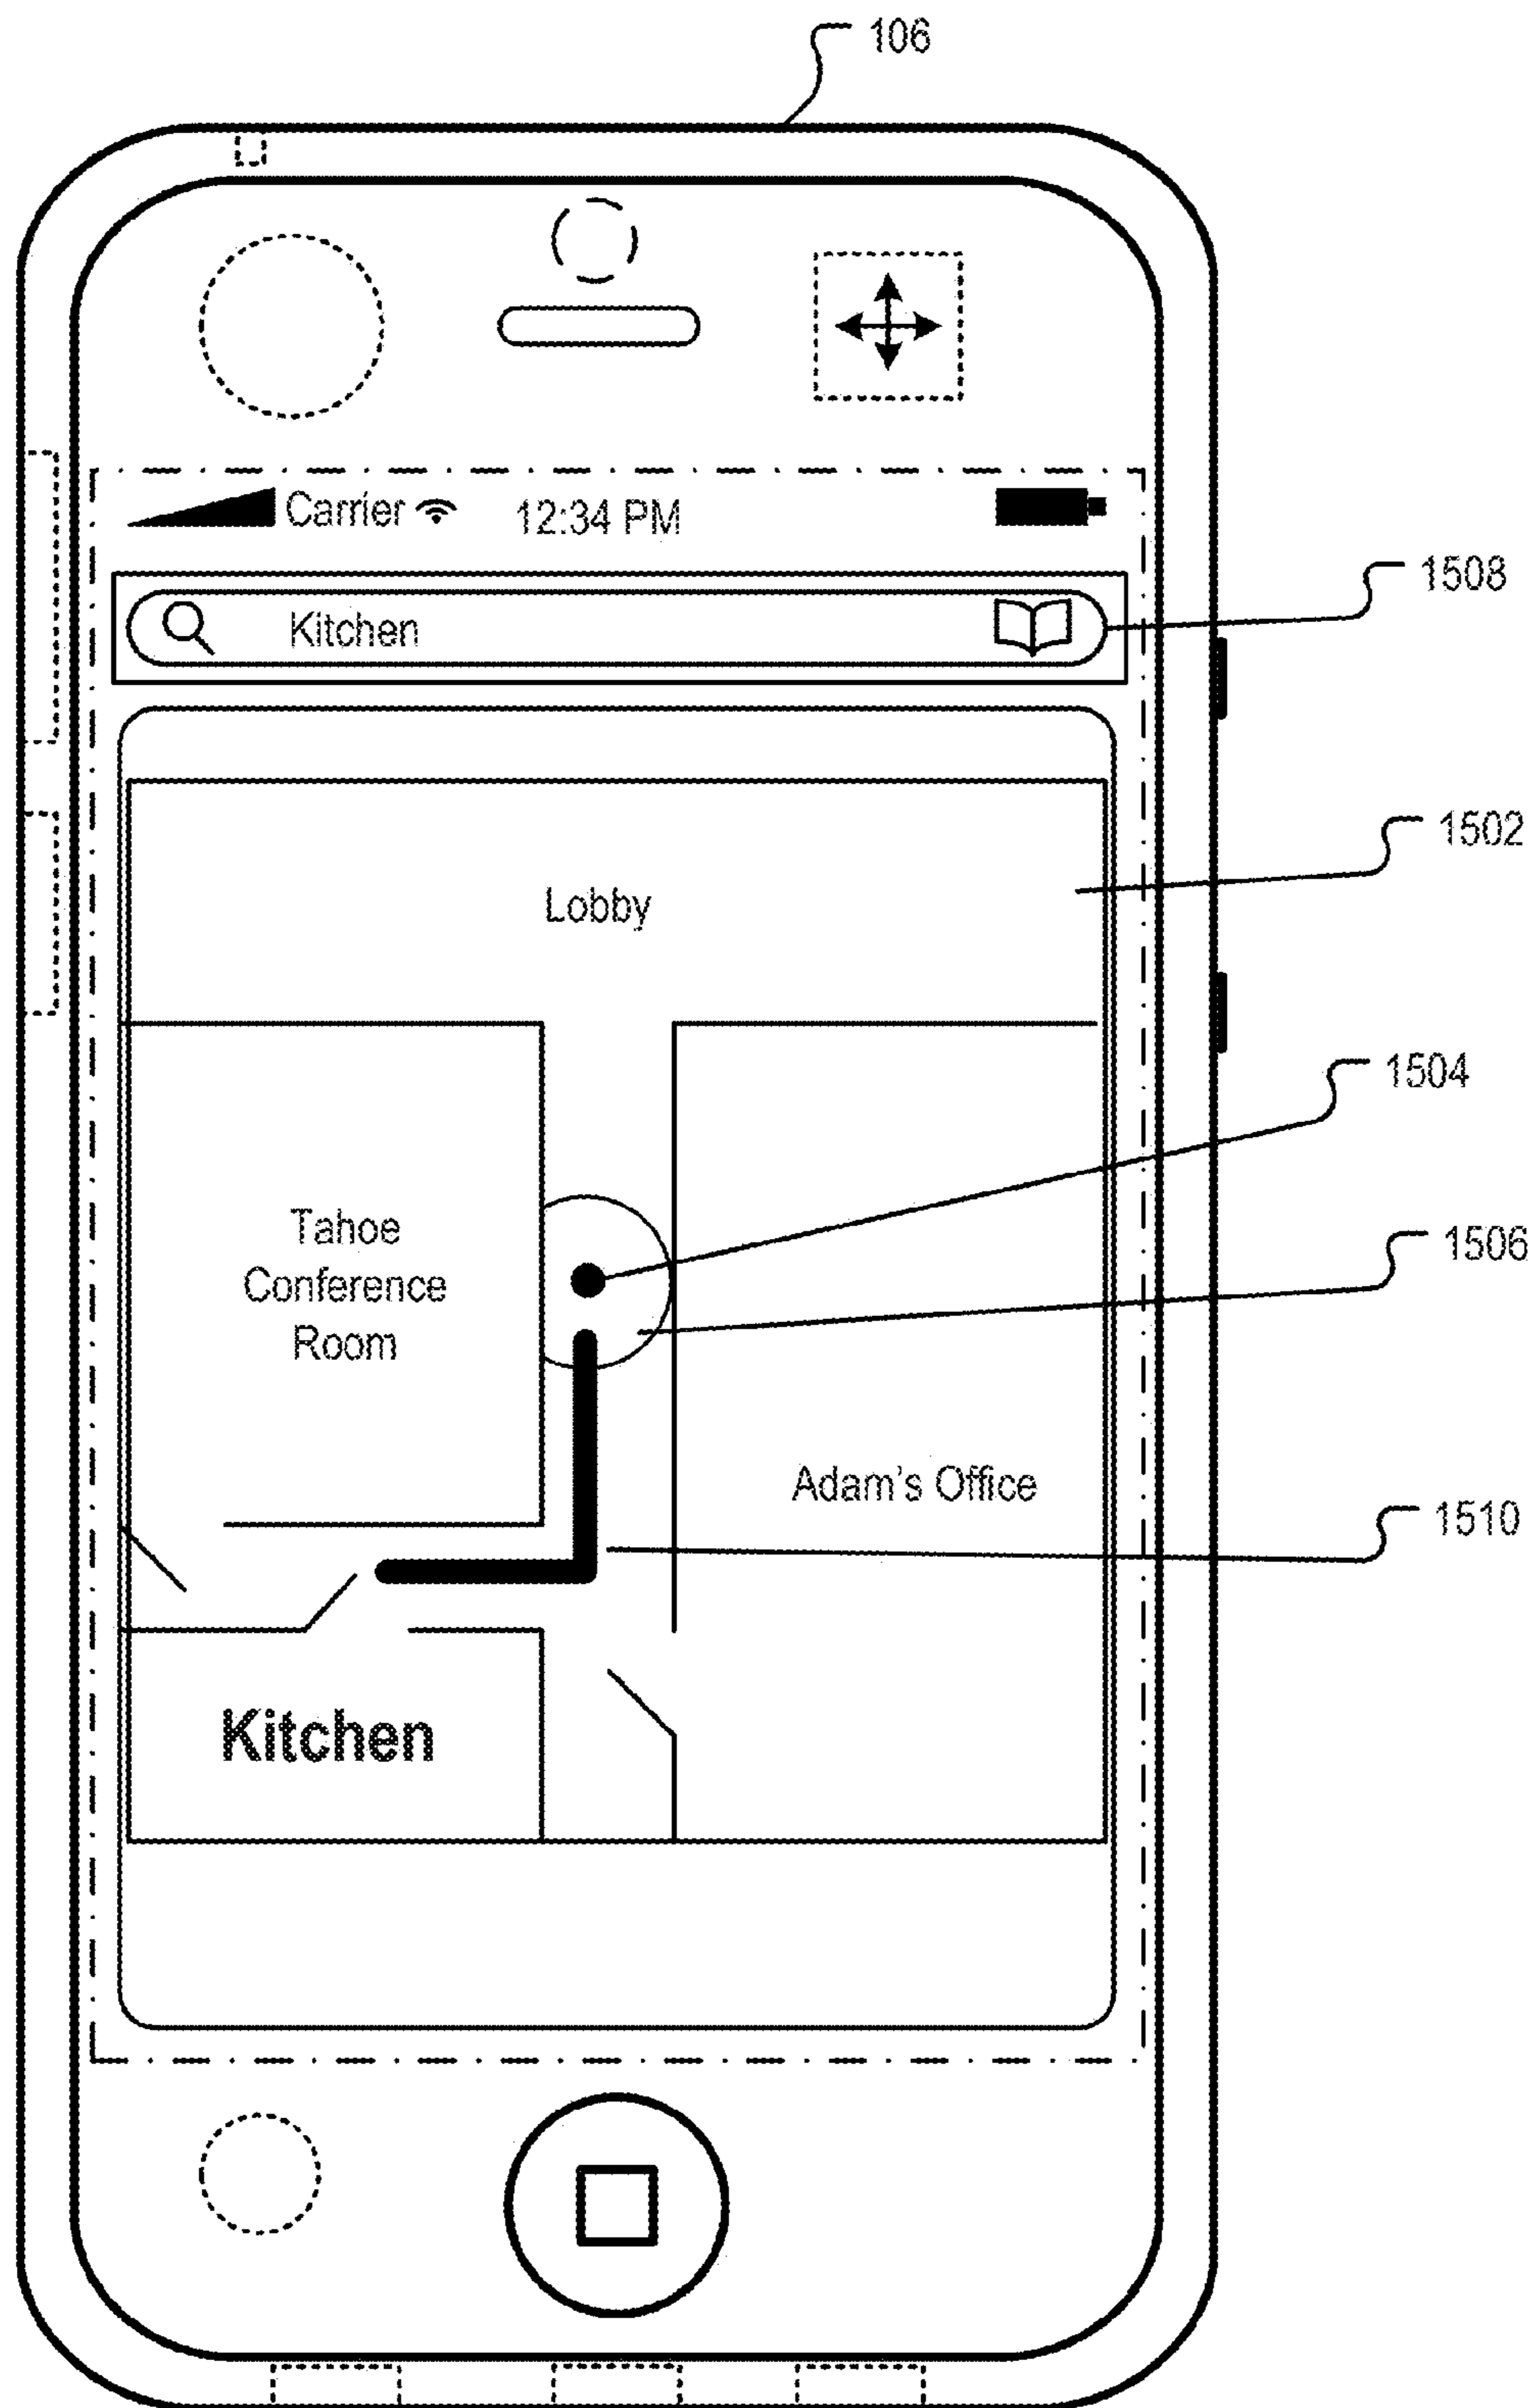 106
Carrier 12:34 PM
1508
Kitchen
1502
Lobby
1504
Tahoe
Conference
Room
1506
Adam's Office
1510
Kitchen